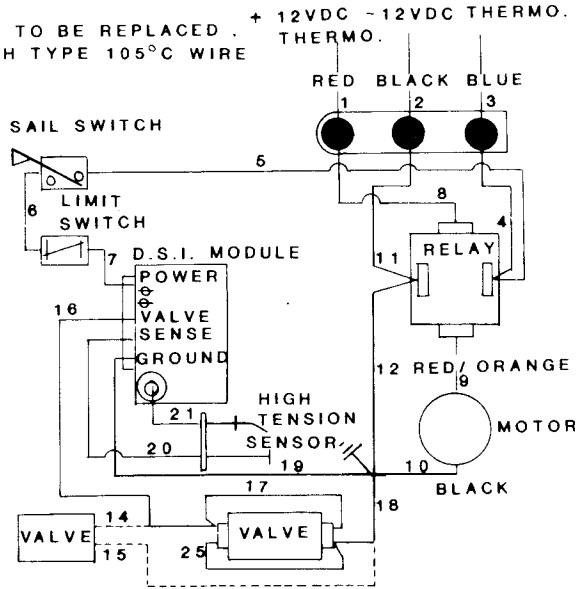 TO BE REPLACED .
H TYPE 105°C WIRE
+ 12VDC -12VDC THERMO.
THERMO.
RED BLACK BLUE
1 2 3
SAIL SWITCH
5
6
LIMIT
SWITCH
7
8
4
11
RELAY
D.S.I. MODULE
POWER
VALVE
SENSE
GROUND
16
12 RED/ORANGE
9
MOTOR
21
HIGH
TENSION
SENSOR
20
19
10
BLACK
17
18
14
VALVE
15
VALVE
25